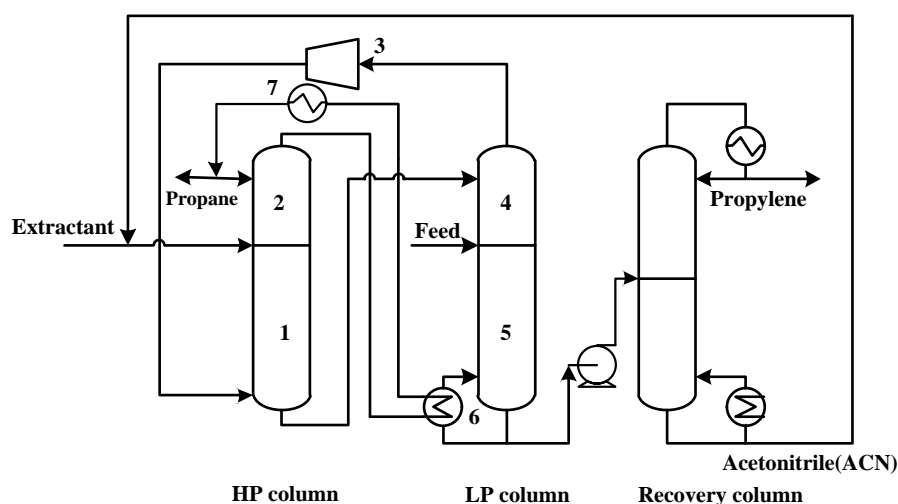 3
7
Propane
2
4
Propylene
Extractant
Feed
1
5
6
Acetonitrile(ACN)
HP column
LP column
Recovery column